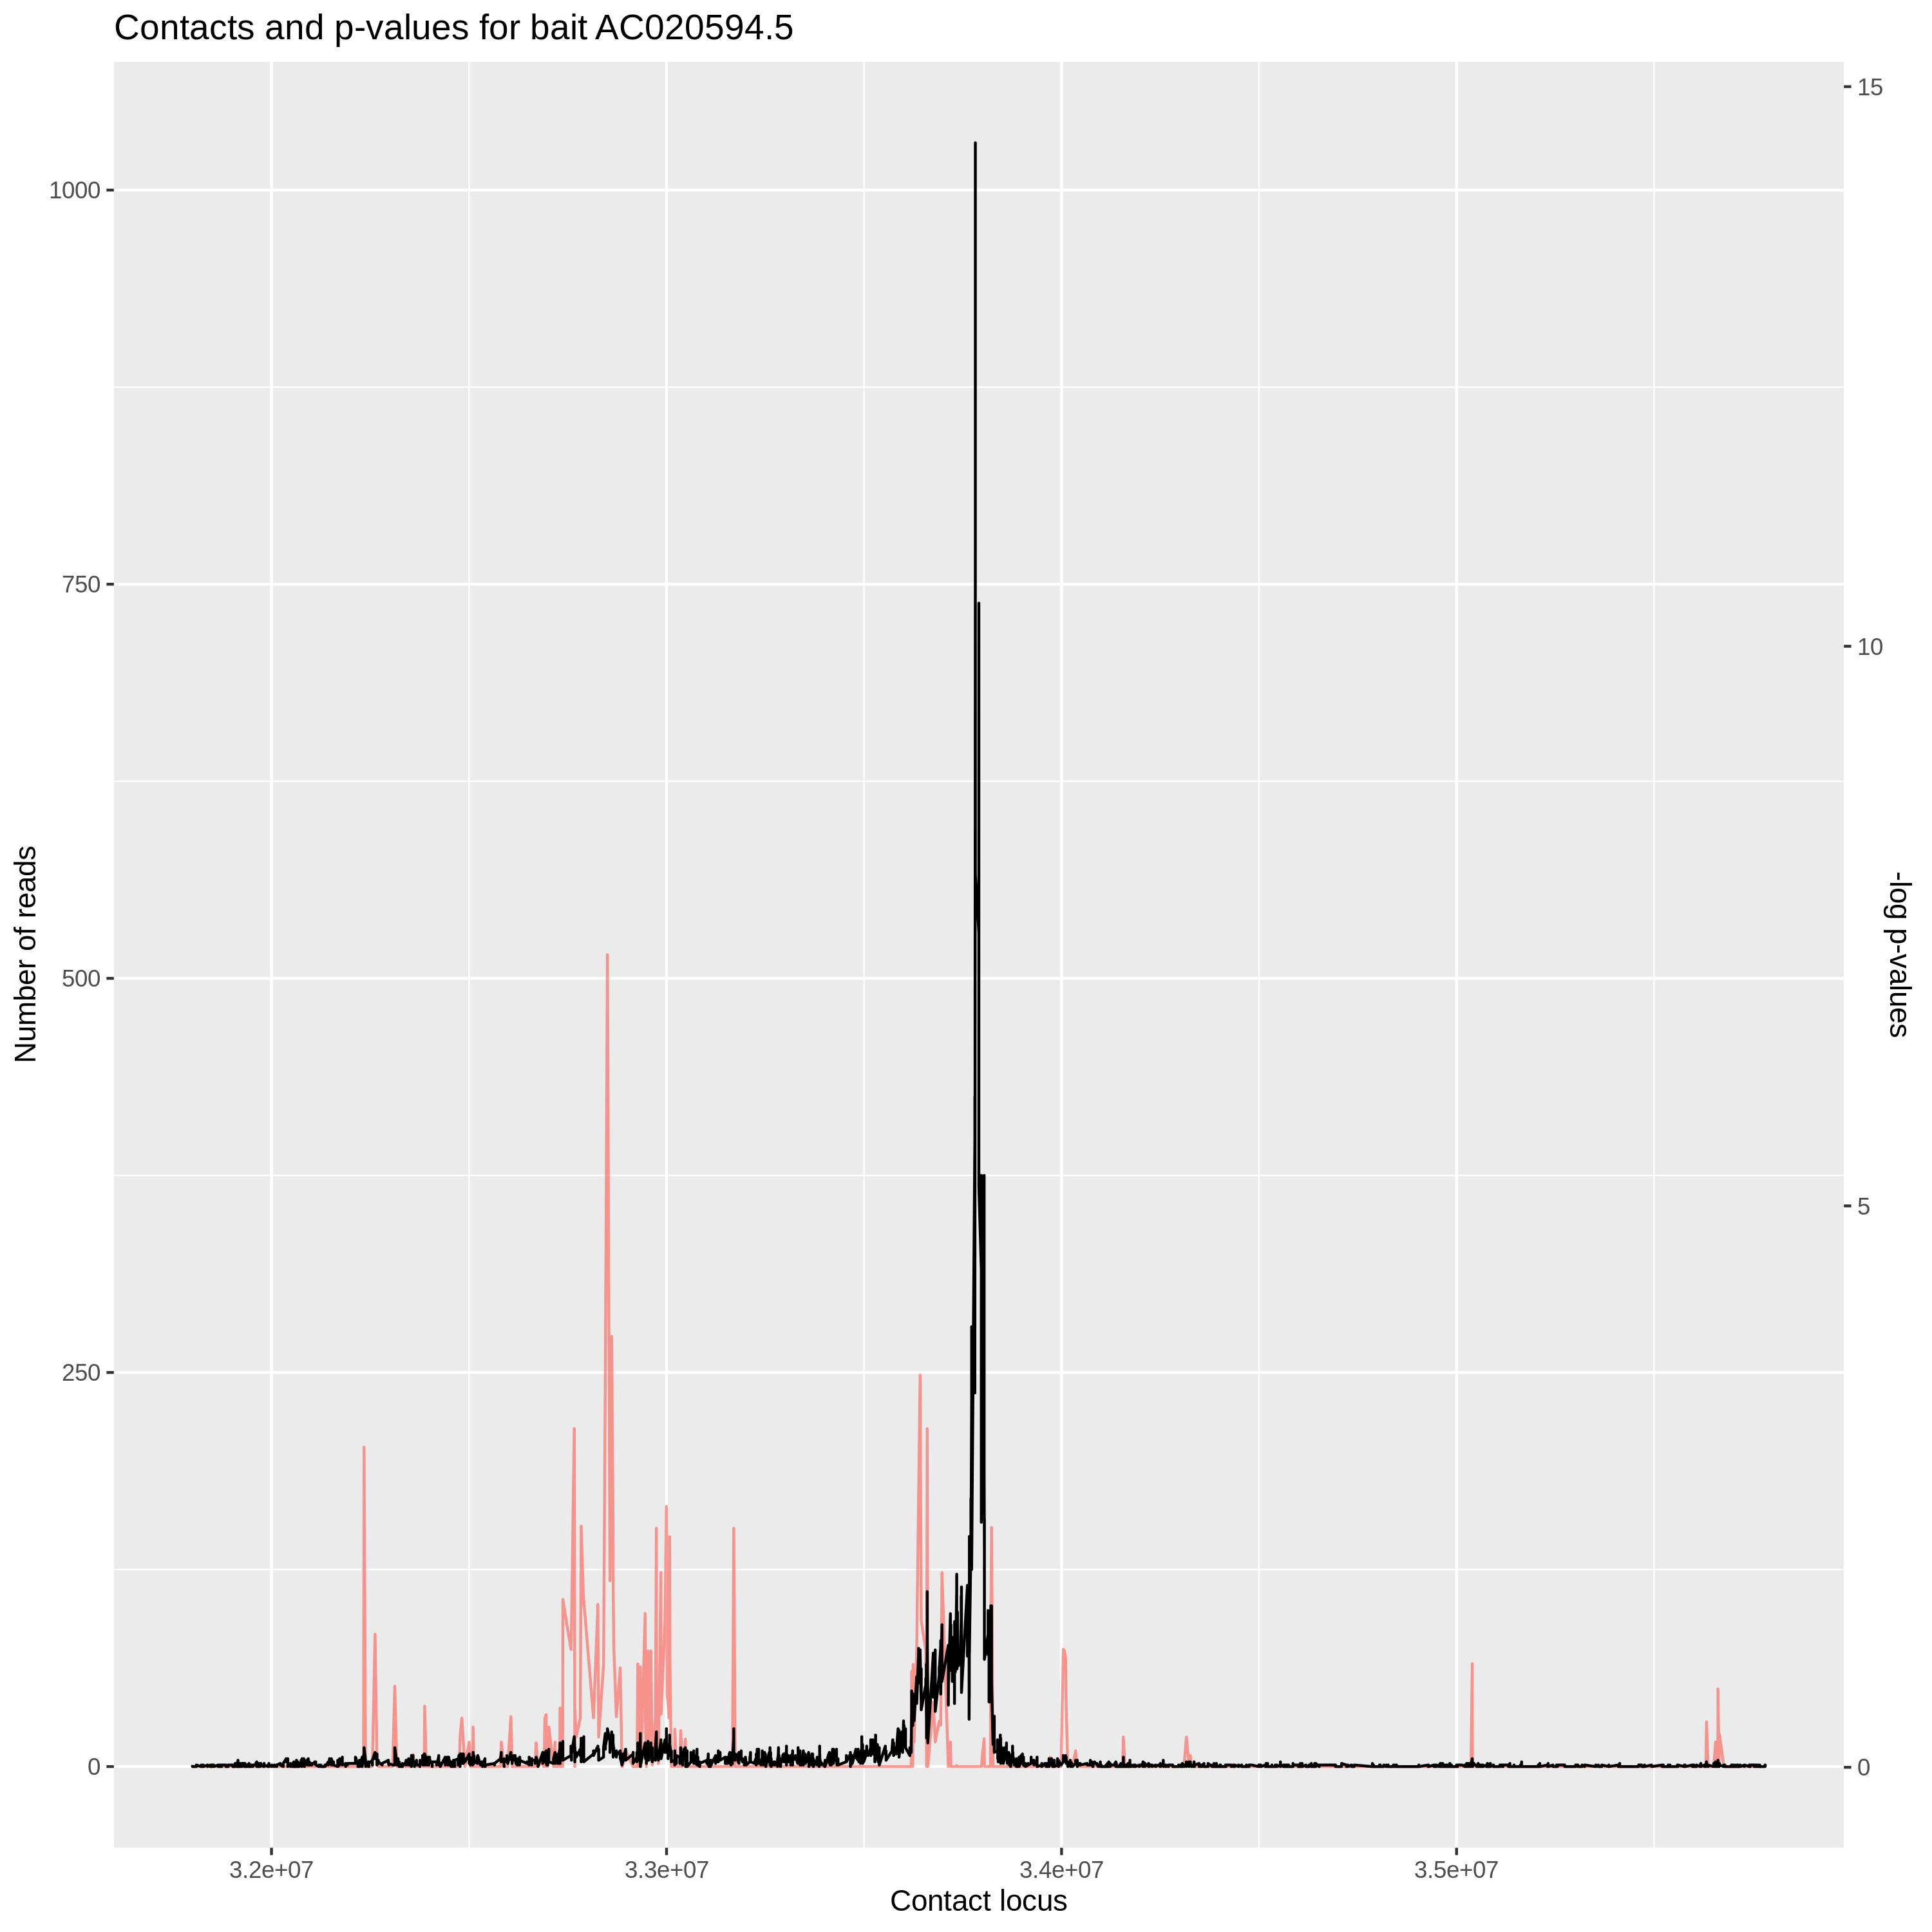 Contacts and p-values for bait AC020594.5
15
1000
10
750
Number of reads
-log p-values
500
5
250
0
0
3.2e+07
3.3e+07
3.4e+07
3.5e+07
Contact locus